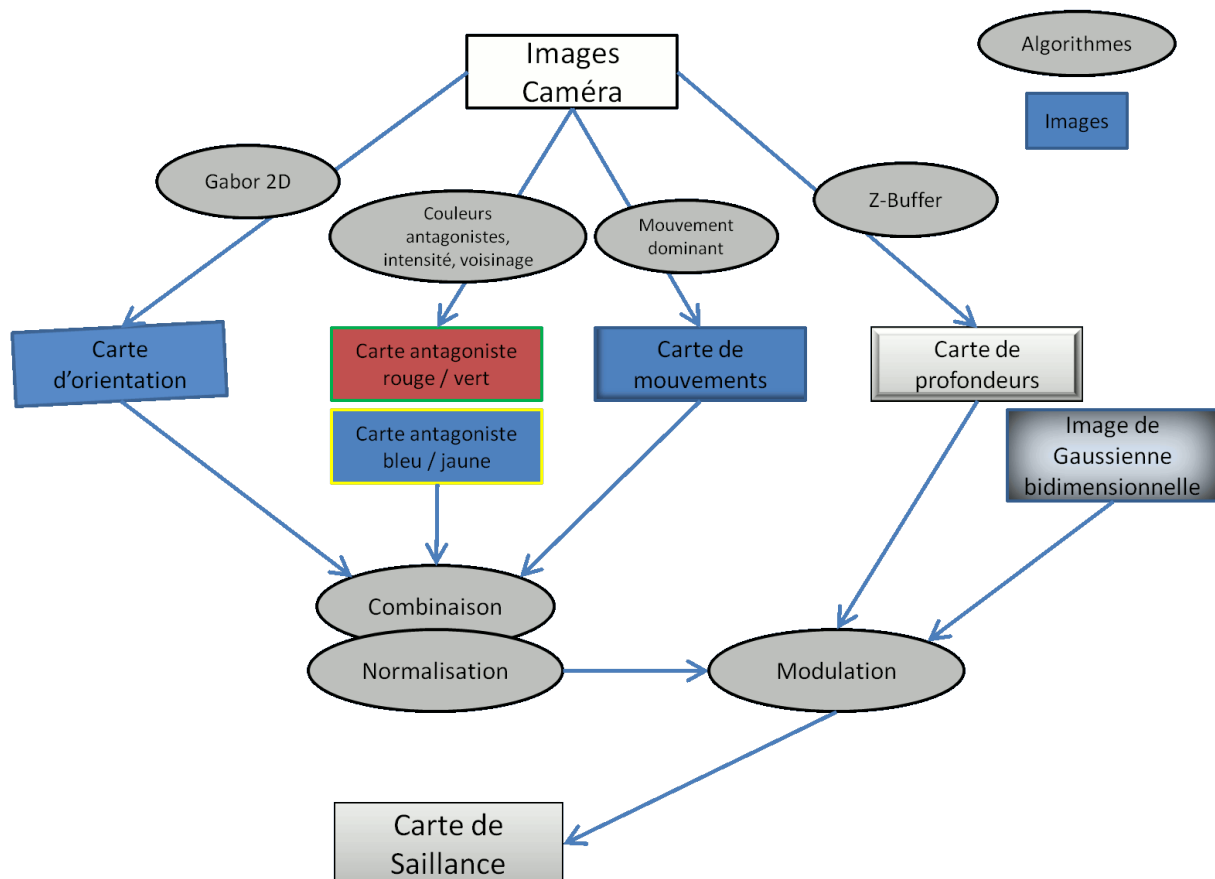 Images
Caméra
Algorithmes
Images
Gabor 2D
Couleurs
antagonistes,
intensité, voisinage
Mouvement
dominant
Z-Buffer
Carte
d'orientation
Carte antagoniste
rouge / vert
Carte de
mouvements
Carte de
profondeurs
Carte antagoniste
bleu / jaune
Image de
Gaussienne
bidimensionnelle
Combinaison
Normalisation
Modulation
Carte de
Saillance